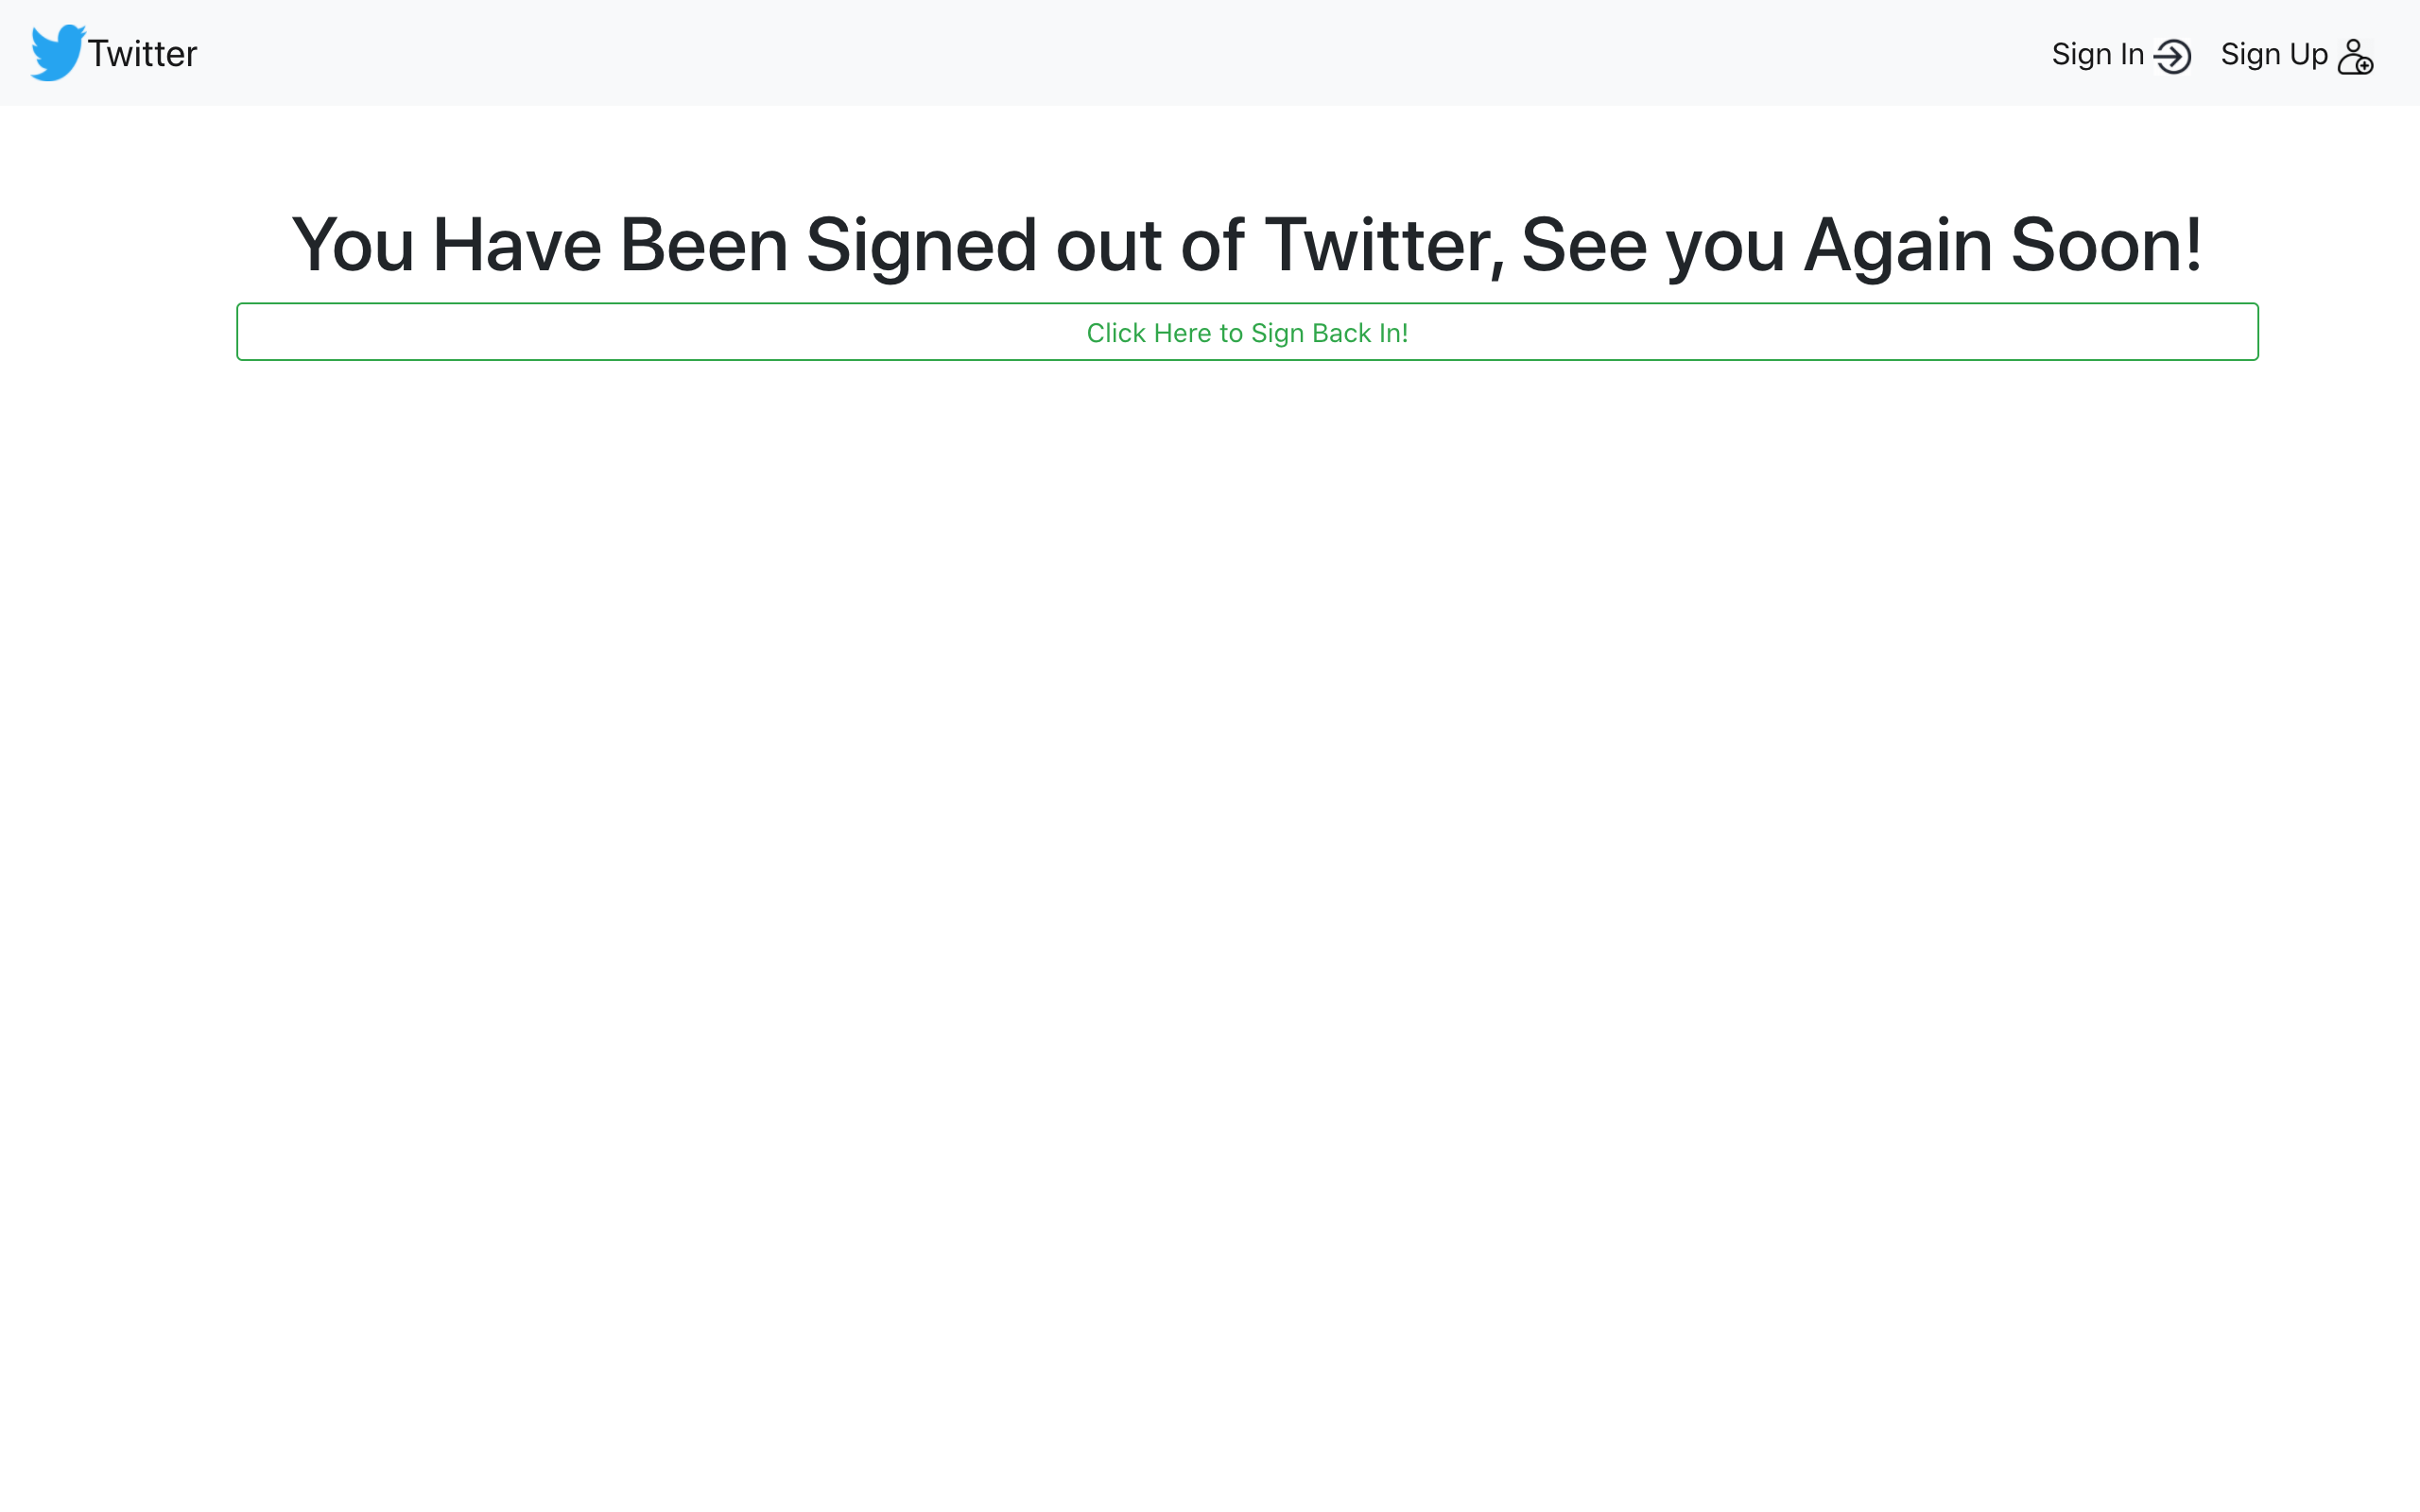 Twitter
Sign In
Sign Up
You Have Been Signed out of Twitter, See you Again Soon!
Click Here to Sign Back In!